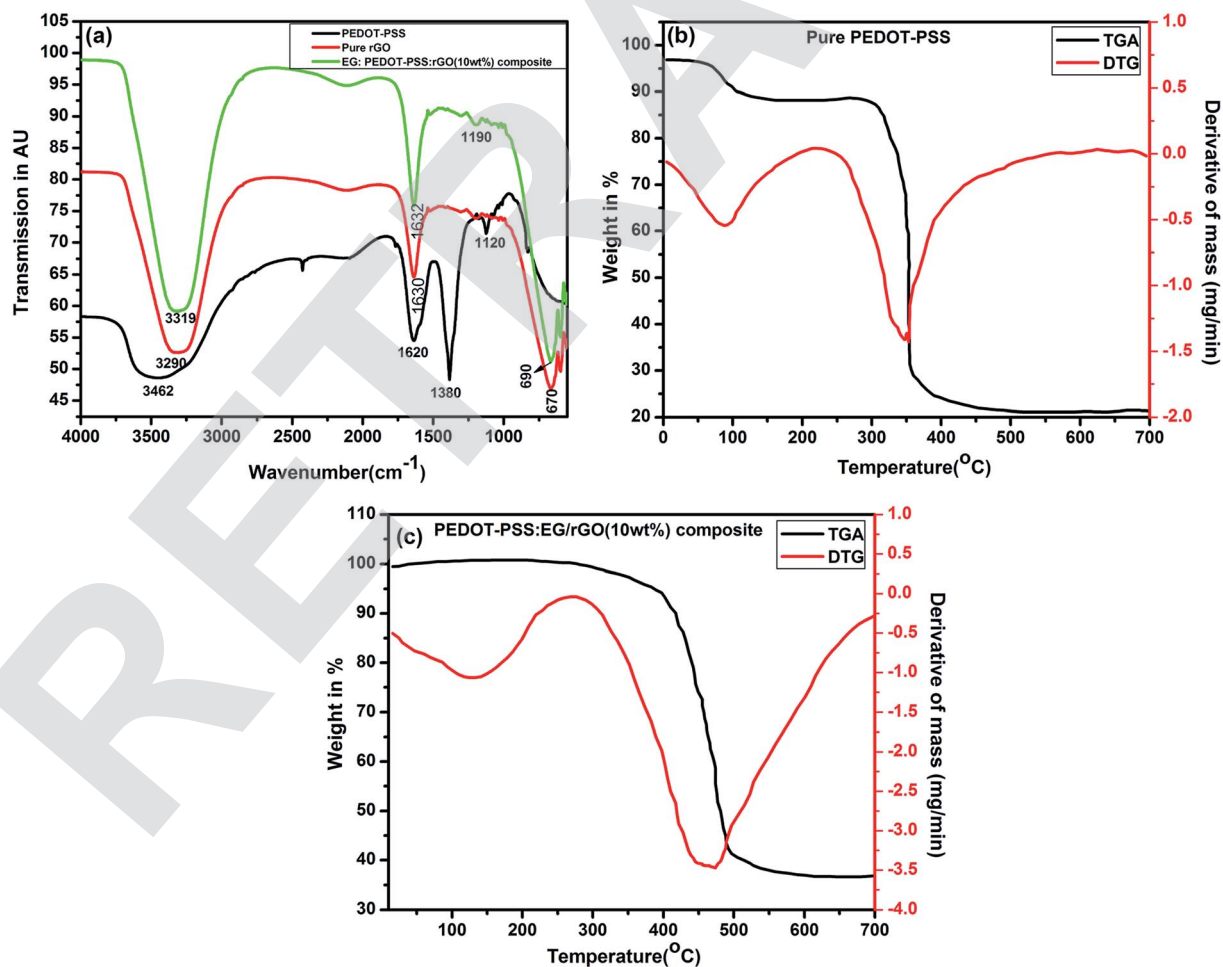 (a)
PEDOT-PSS
Pure rGO
EG: PEDOT-PSS:rGO(10wt%) composite
Transmission in AU
105
100
95
90
85
80
75
70
65
60
55
50
45
3319
3290
3462
1632
1630
1620
1380
1190
1120
690
670
4000 3500 3000 2500 2000 1500 1000
Wavenumber(cm⁻¹)
(b)
Pure PEDOT-PSS
TGA
DTG
Weight in %
100
90
80
70
60
50
40
30
20
1.0
0.5
0.0
-0.5
-1.0
-1.5
-2.0
Derivative of mass (mg/min)
0 100 200 300 400 500 600 700
Temperature(°C)
(c)
PEDOT-PSS:EG/rGO(10wt%) composite
TGA
DTG
Weight in %
110
100
90
80
70
60
50
40
30
1.0
0.5
0.0
-0.5
-1.0
-1.5
-2.0
-2.5
-3.0
-3.5
-4.0
Derivative of mass (mg/min)
100 200 300 400 500 600 700
Temperature(°C)
RETRA